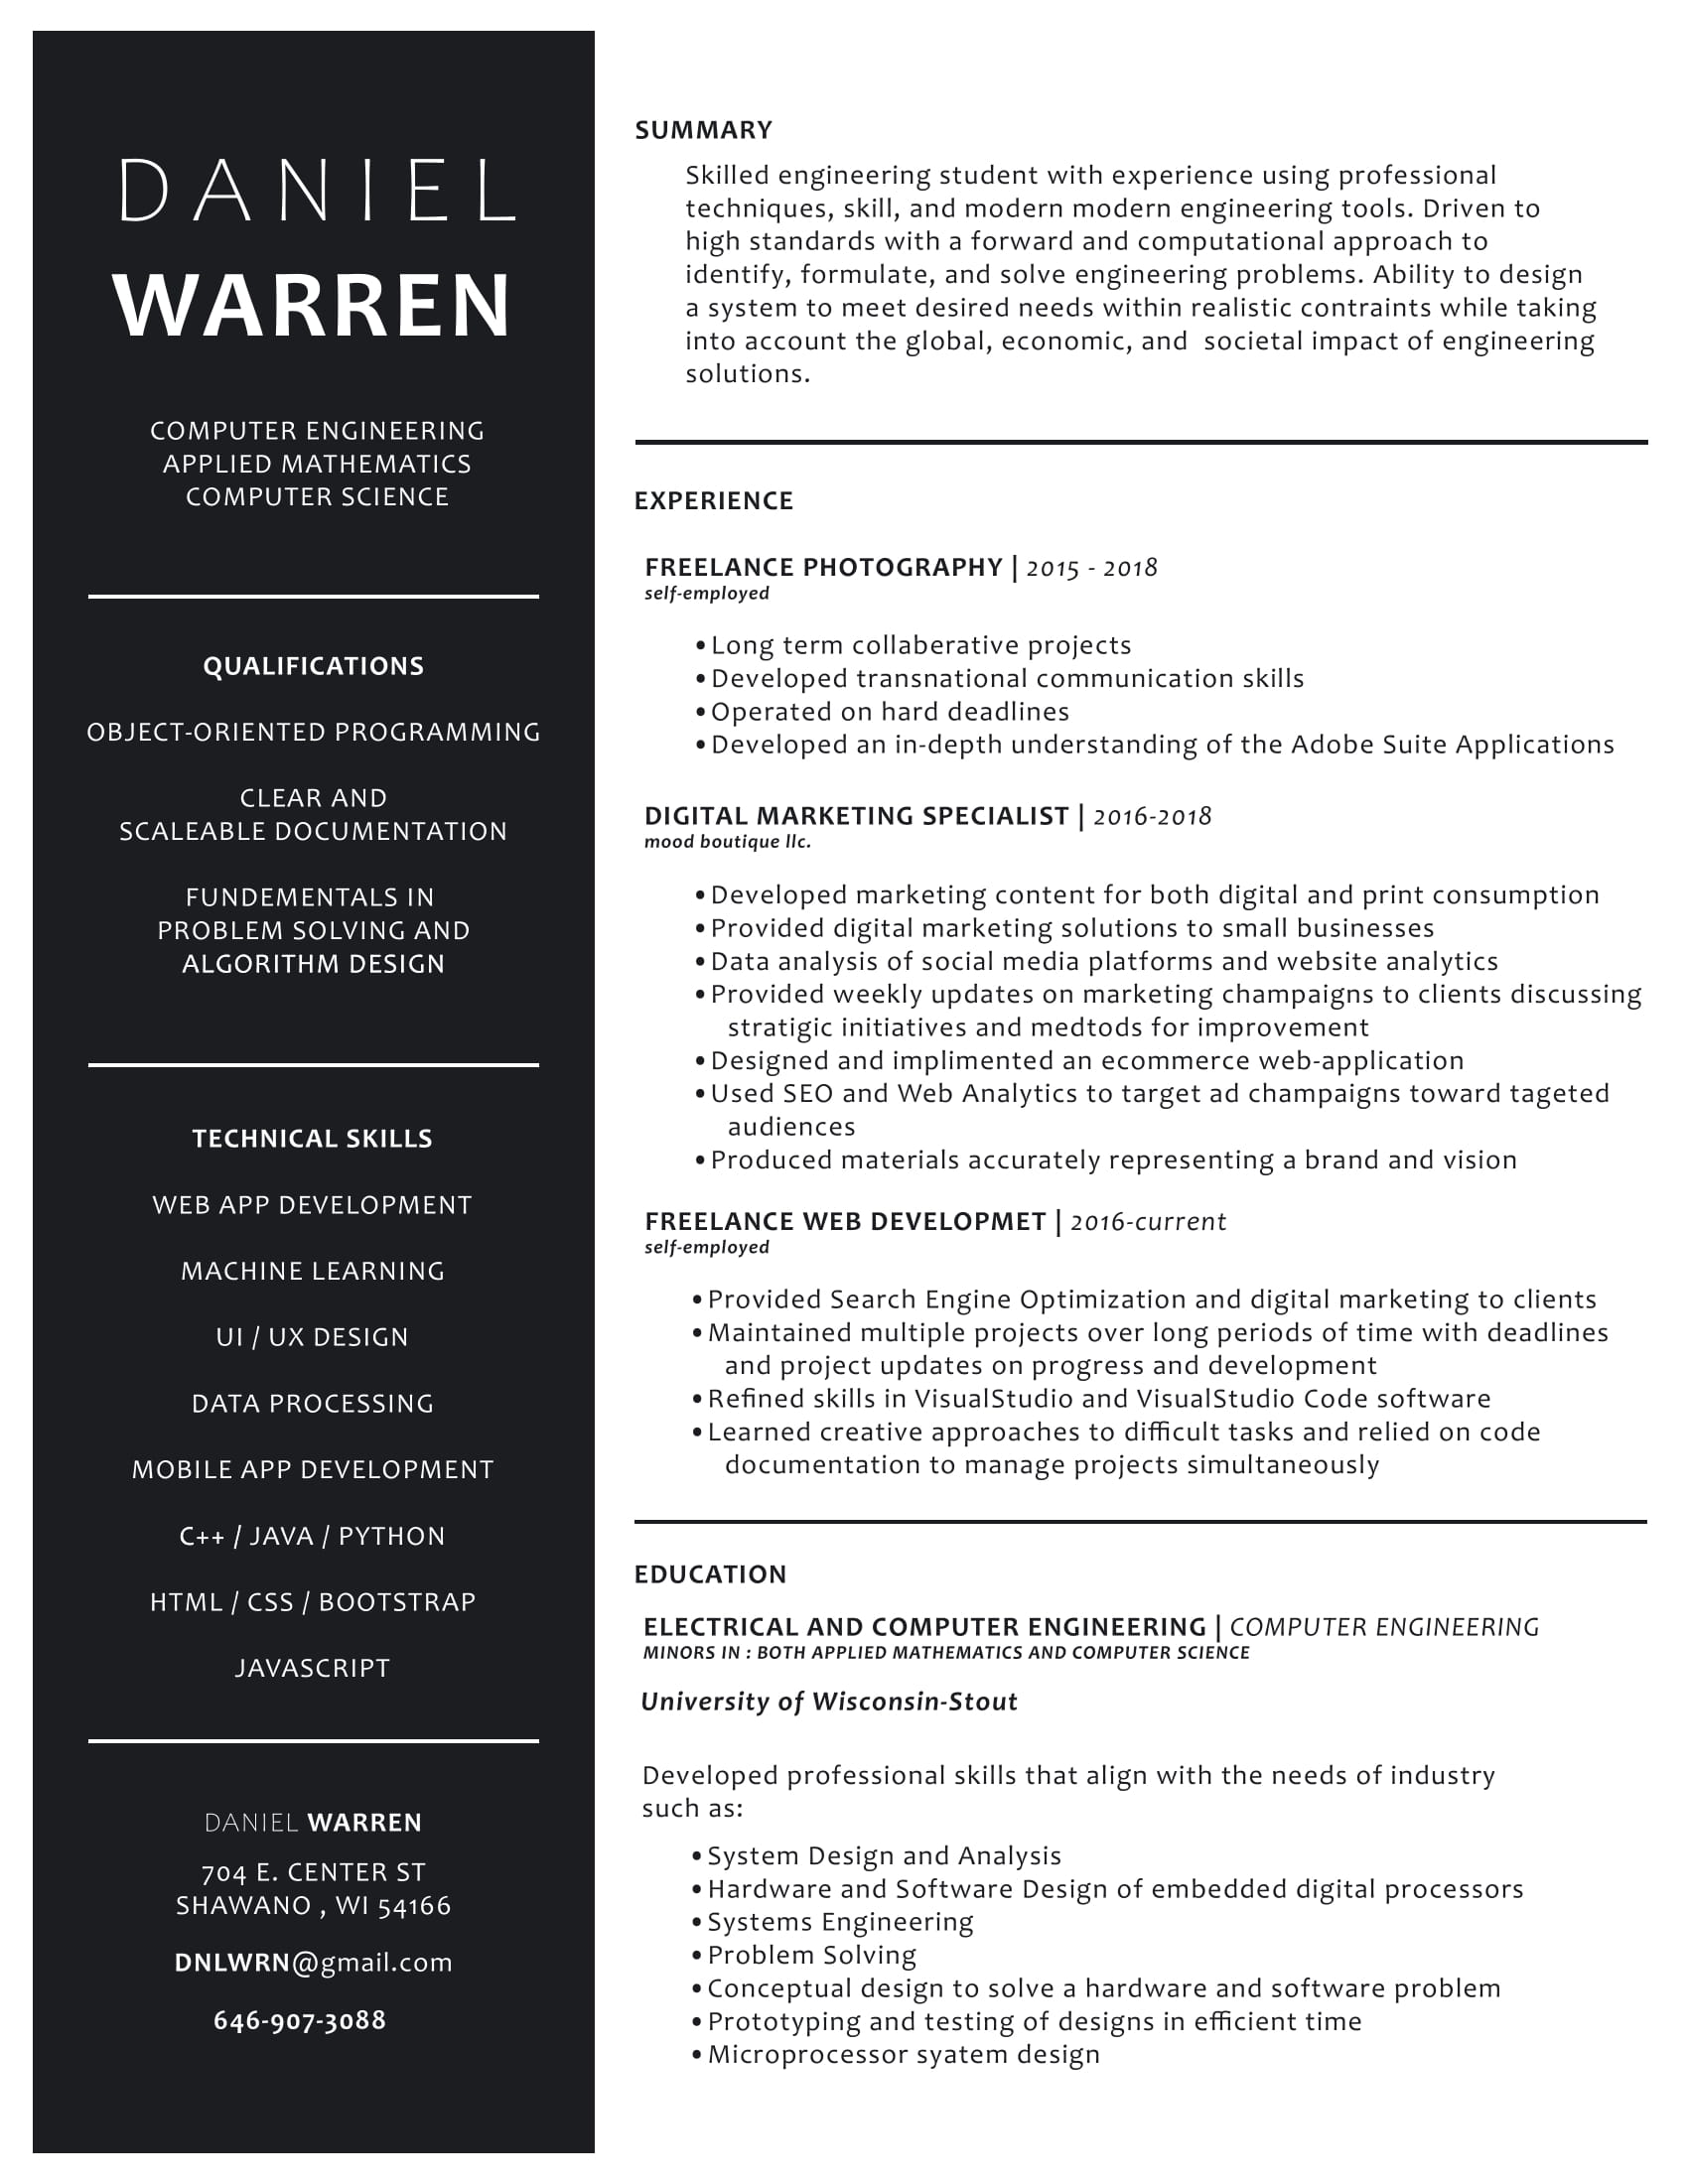 DANIEL
WARREN
COMPUTER ENGINEERING
APPLIED MATHEMATICS
COMPUTER SCIENCE
QUALIFICATIONS
OBJECT-ORIENTED PROGRAMMING
CLEAR AND
SCALEABLE DOCUMENTATION
FUNDEMENTALS IN
PROBLEM SOLVING AND
ALGORITHM DESIGN
TECHNICAL SKILLS
WEB APP DEVELOPMENT
MACHINE LEARNING
UI / UX DESIGN
DATA PROCESSING
MOBILE APP DEVELOPMENT
C++ / JAVA / PYTHON
HTML / CSS / BOOTSTRAP
JAVASCRIPT
DANIEL WARREN
704 E. CENTER ST
SHAWANO , WI 54166
DNLWRN@gmail.com
646-907-3088
SUMMARY
Skilled engineering student with experience using professional
techniques, skill, and modern modern engineering tools. Driven to
high standards with a forward and computational approach to
identify, formulate, and solve engineering problems. Ability to design
a system to meet desired needs within realistic contraints while taking
into account the global, economic, and  societal impact of engineering
solutions.
EXPERIENCE
FREELANCE PHOTOGRAPHY | 2015 - 2018
self-employed
•Long term collaberative projects
•Developed transnational communication skills
•Operated on hard deadlines
•Developed an in-depth understanding of the Adobe Suite Applications
DIGITAL MARKETING SPECIALIST | 2016-2018
mood boutique llc.
•Developed marketing content for both digital and print consumption
•Provided digital marketing solutions to small businesses
•Data analysis of social media platforms and website analytics
•Provided weekly updates on marketing champaigns to clients discussing
stratigic initiatives and medtods for improvement
•Designed and implimented an ecommerce web-application
•Used SEO and Web Analytics to target ad champaigns toward tageted
audiences
•Produced materials accurately representing a brand and vision
FREELANCE WEB DEVELOPMET | 2016-current
self-employed
•Provided Search Engine Optimization and digital marketing to clients
•Maintained multiple projects over long periods of time with deadlines
and project updates on progress and development
•Refined skills in VisualStudio and VisualStudio Code software
•Learned creative approaches to difficult tasks and relied on code
documentation to manage projects simultaneously
EDUCATION
ELECTRICAL AND COMPUTER ENGINEERING | COMPUTER ENGINEERING
MINORS IN : BOTH APPLIED MATHEMATICS AND COMPUTER SCIENCE
University of Wisconsin-Stout
Developed professional skills that align with the needs of industry
such as:
•System Design and Analysis
•Hardware and Software Design of embedded digital processors
•Systems Engineering
•Problem Solving
•Conceptual design to solve a hardware and software problem
•Prototyping and testing of designs in efficient time
•Microprocessor syatem design